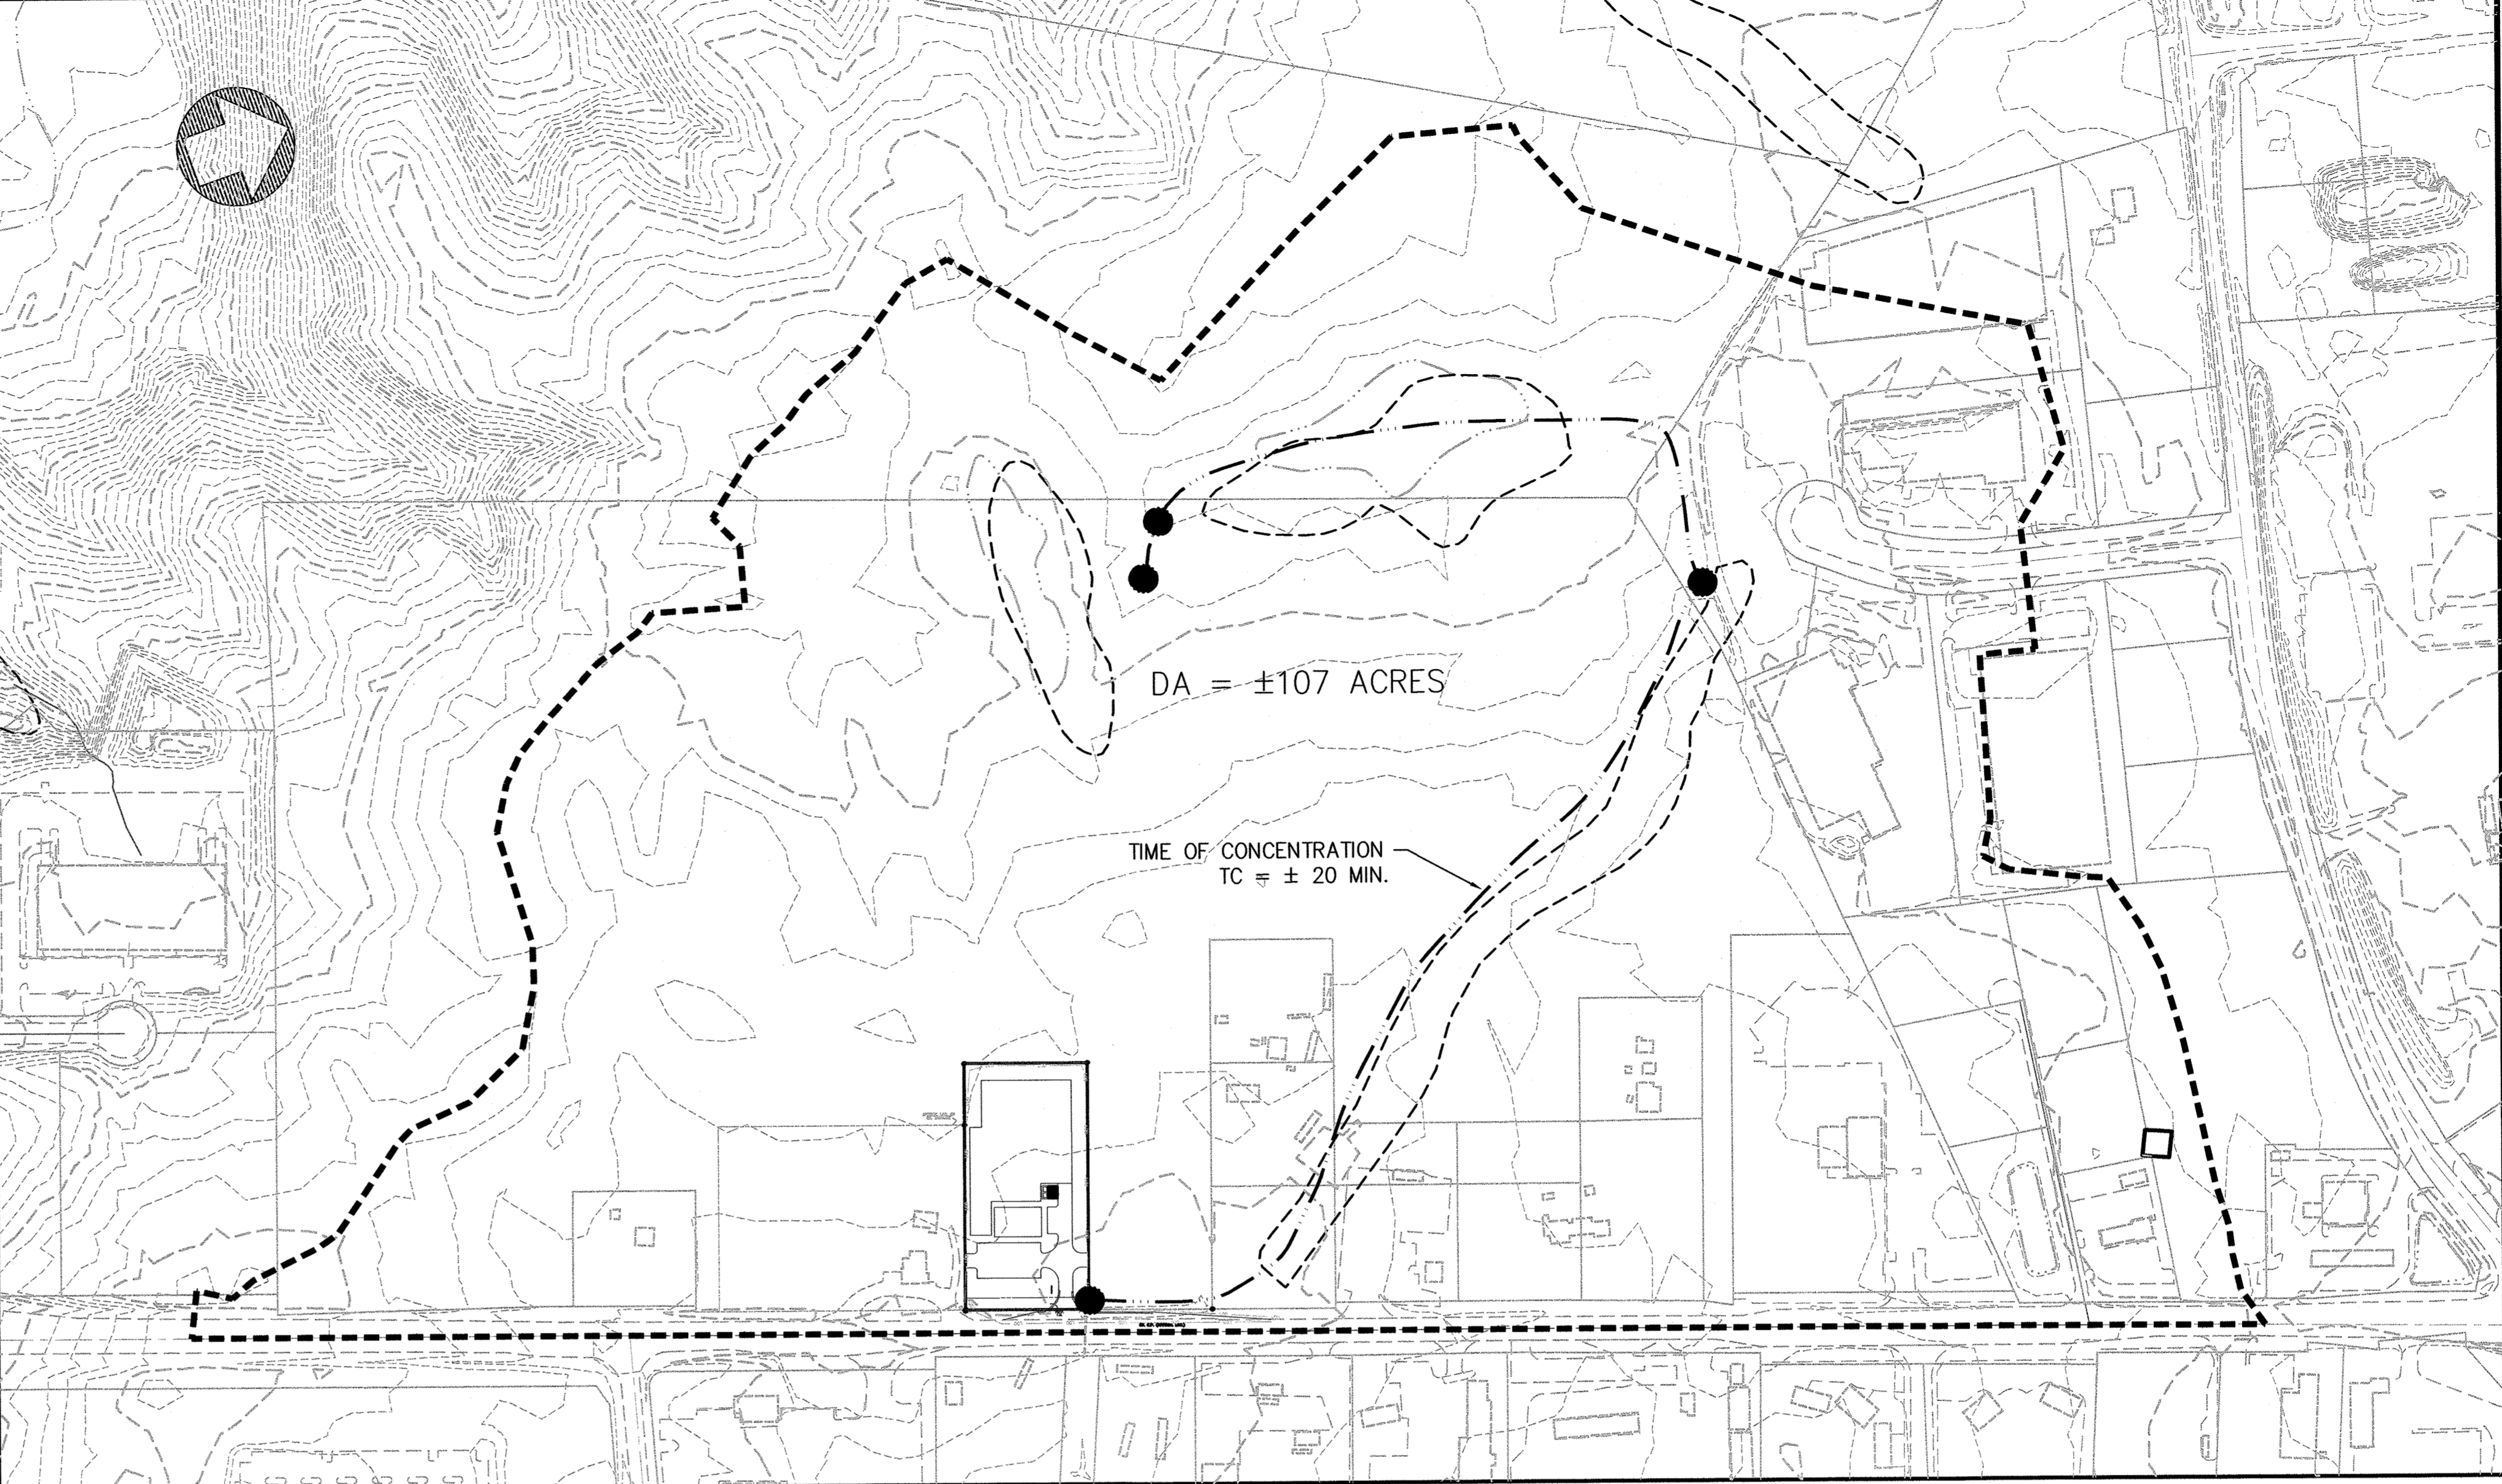 DA = ±107 ACRES
TIME OF CONCENTRATION
TC = ± 20 MIN.